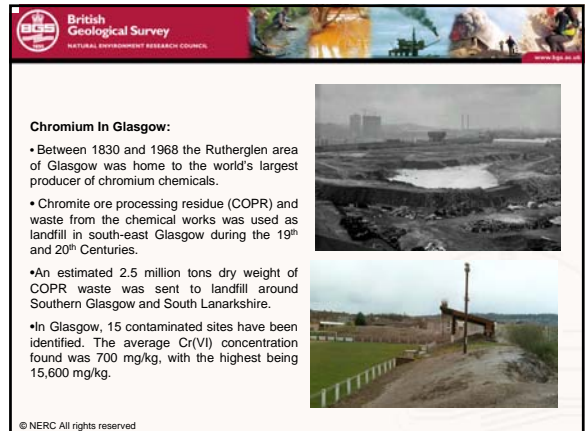 BGS
1835
British
Geological Survey
NATURAL ENVIRONMENT RESEARCH COUNCIL
www.bgs.ac.uk
Chromium In Glasgow:
• Between 1830 and 1968 the Rutherglen area
of Glasgow was home to the world's largest
producer of chromium chemicals.
• Chromite ore processing residue (COPR) and
waste from the chemical works was used as
landfill in south-east Glasgow during the 19th
and 20th Centuries.
•An estimated 2.5 million tons dry weight of
COPR waste was sent to landfill around
Southern Glasgow and South Lanarkshire.
•In Glasgow, 15 contaminated sites have been
identified. The average Cr(VI) concentration
found was 700 mg/kg, with the highest being
15,600 mg/kg.
© NERC All rights reserved